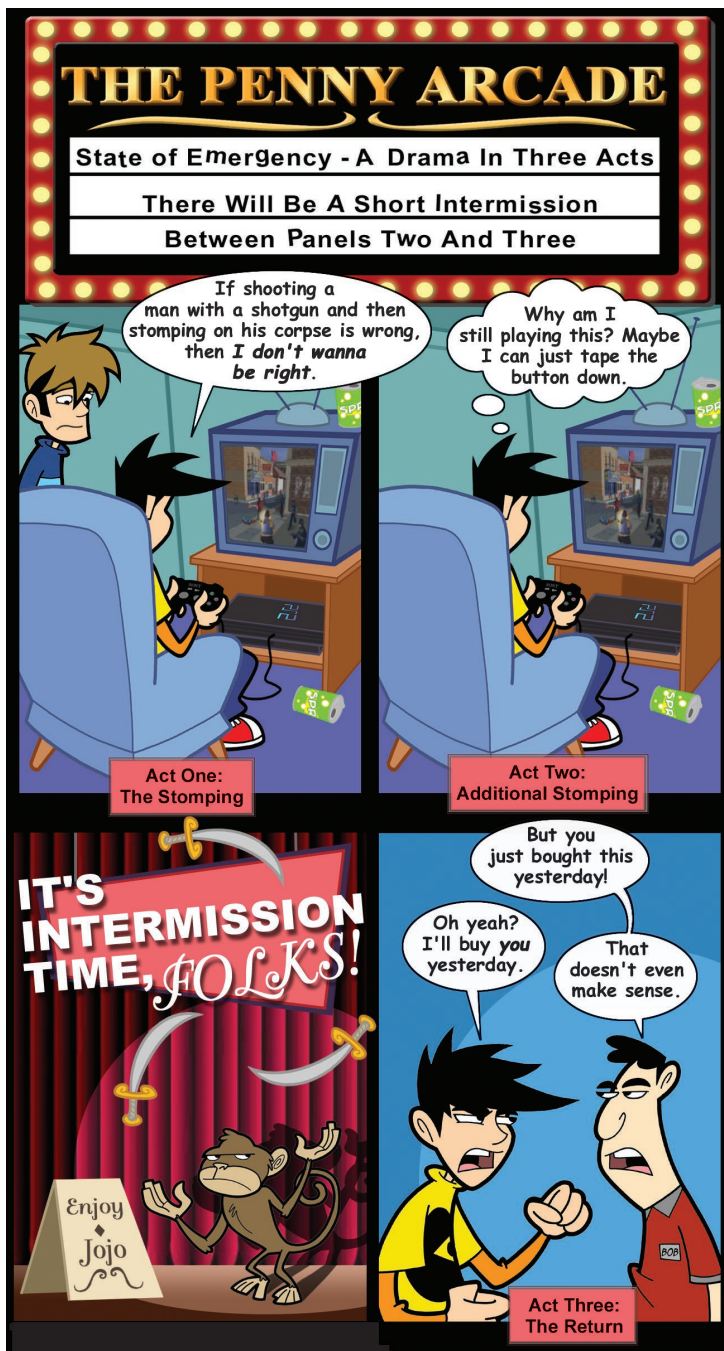 THE PENNY ARCADE
State of Emergency - A Drama In Three Acts
There Will Be A Short Intermission
Between Panels Two And Three
If shooting a
man with a shotgun and then
stomping on his corpse is wrong,
then I don't wanna
be right.
SONY
Act One:
The Stomping
Why am I
still playing this? Maybe
I can just tape the
button down.
SONY
Act Two:
Additional Stomping
IT'S
INTERMISSION
TIME, FOLKS!
Enjoy
Jojo
But you
just bought this
yesterday!
Oh yeah?
I'll buy you
yesterday.
That
doesn't even
make sense.
BOB
Act Three:
The Return